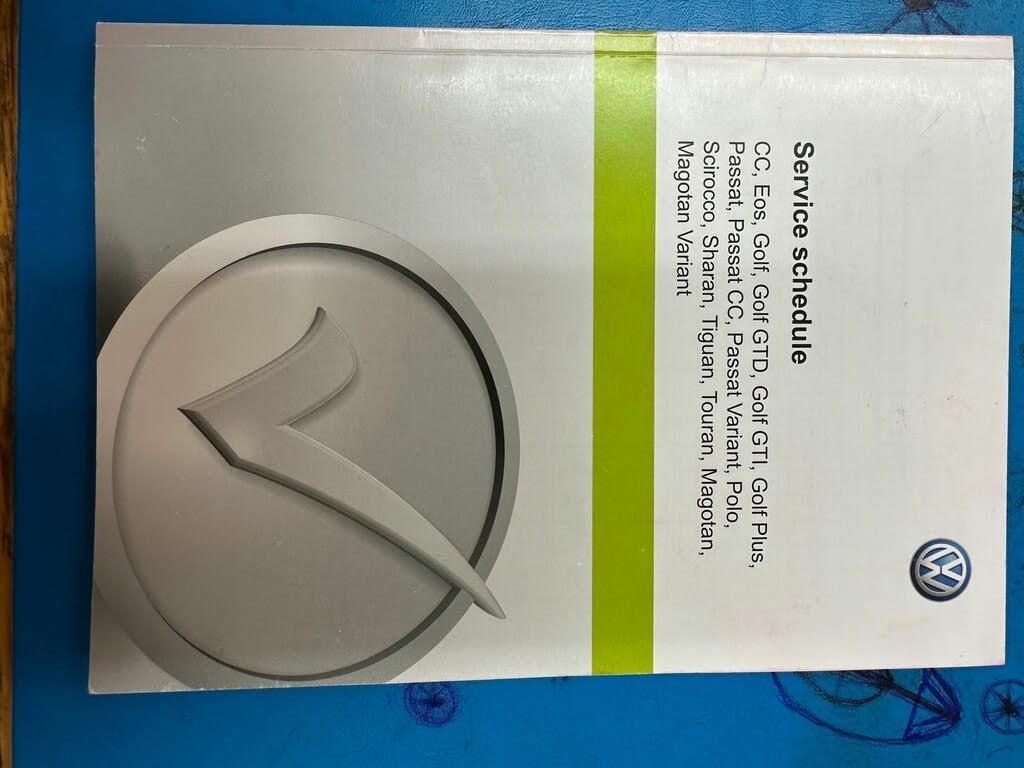 Service schedule
CC, Eos, Golf, Golf GTD, Golf GTI, Golf Plus,
Passat, Passat CC, Passat Variant, Polo,
Scirocco, Sharan, Tiguan, Touran, Magotan,
Magotan Variant